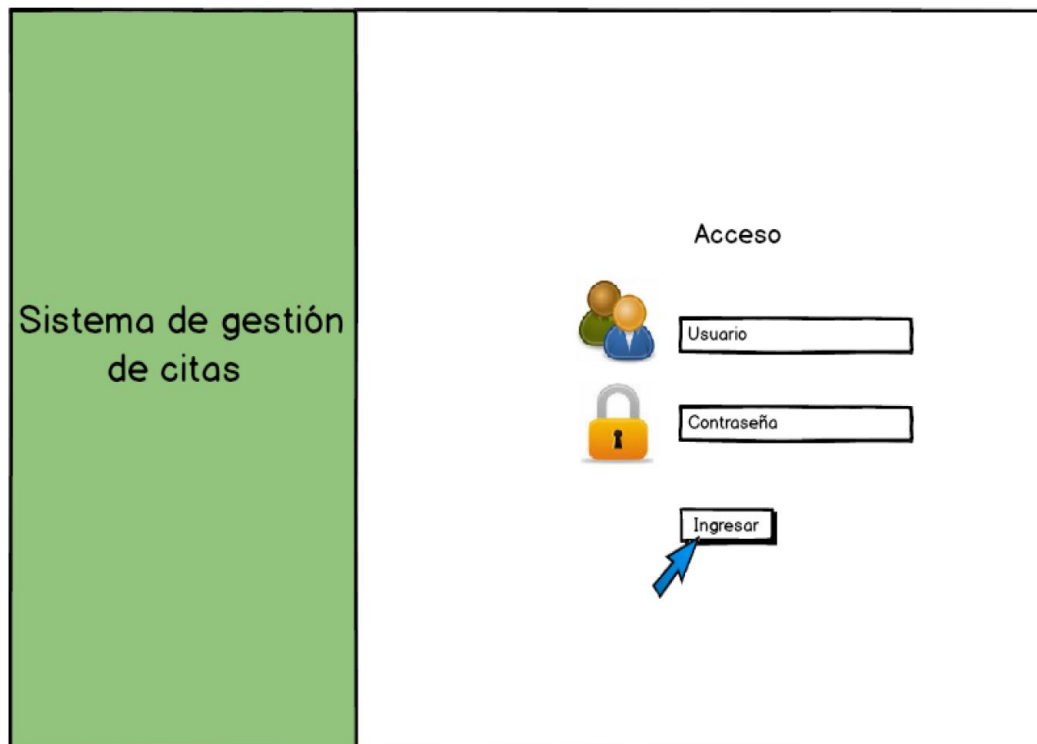 Sistema de gestión
de citas
Acceso
Usuario
Contraseña
Ingresar